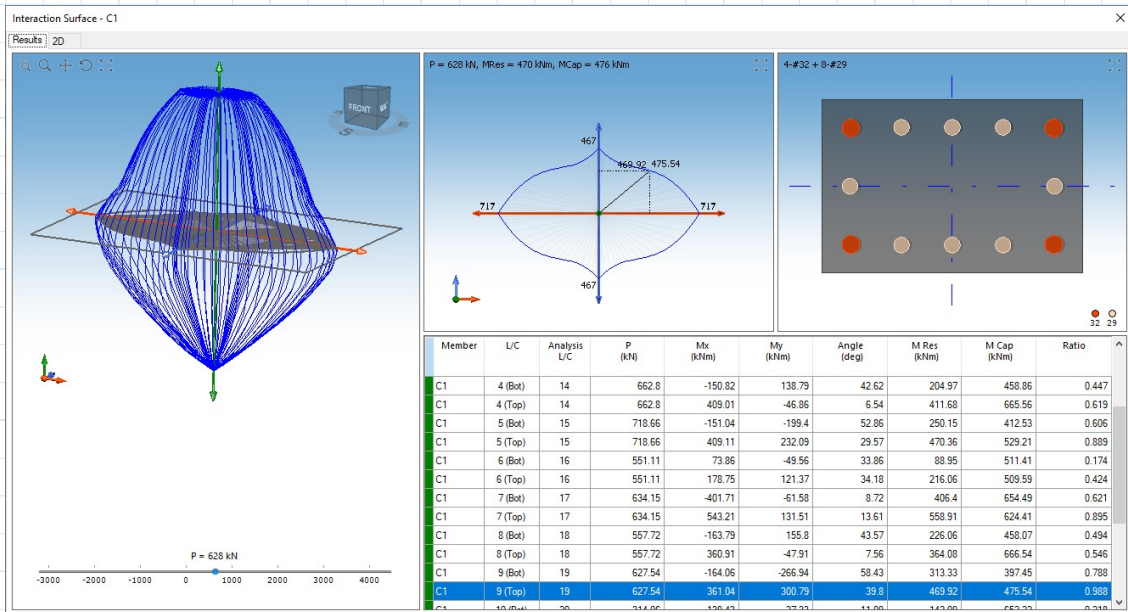 Interaction Surface - C1
Results 2D
FRONT
S
P = 628 kN
-3000 -2000 -1000 0 1000 2000 3000 4000
P = 628 kN, MRes = 470 kNm, MCap = 476 kNm
467
469.92 475.54
717 717
467
4-#32 + 8-#29
32 29
Member L/C Analysis L/C P (kN) Mx (kNm) My (kNm) Angle (deg) M Res (kNm) M Cap (kNm) Ratio
C1 4 (Bot) 14 662.8 -150.82 138.79 42.62 204.97 458.86 0.447
C1 4 (Top) 14 662.8 409.01 -46.86 6.54 411.68 665.56 0.619
C1 5 (Bot) 15 718.66 -151.04 -199.4 52.86 250.15 412.53 0.606
C1 5 (Top) 15 718.66 409.11 232.09 29.57 470.36 529.21 0.889
C1 6 (Bot) 16 551.11 73.86 -49.56 33.86 88.95 511.41 0.174
C1 6 (Top) 16 551.11 178.75 121.37 34.18 216.06 509.59 0.424
C1 7 (Bot) 17 634.15 -401.71 -61.58 8.72 406.4 654.49 0.621
C1 7 (Top) 17 634.15 543.21 131.51 13.61 558.91 624.41 0.895
C1 8 (Bot) 18 557.72 -163.79 155.8 43.57 226.06 458.07 0.494
C1 8 (Top) 18 557.72 360.91 -47.91 7.56 364.08 666.54 0.546
C1 9 (Bot) 19 627.54 -164.06 -266.94 58.43 313.33 397.45 0.788
C1 9 (Top) 19 627.54 361.04 300.79 39.8 469.92 475.54 0.988